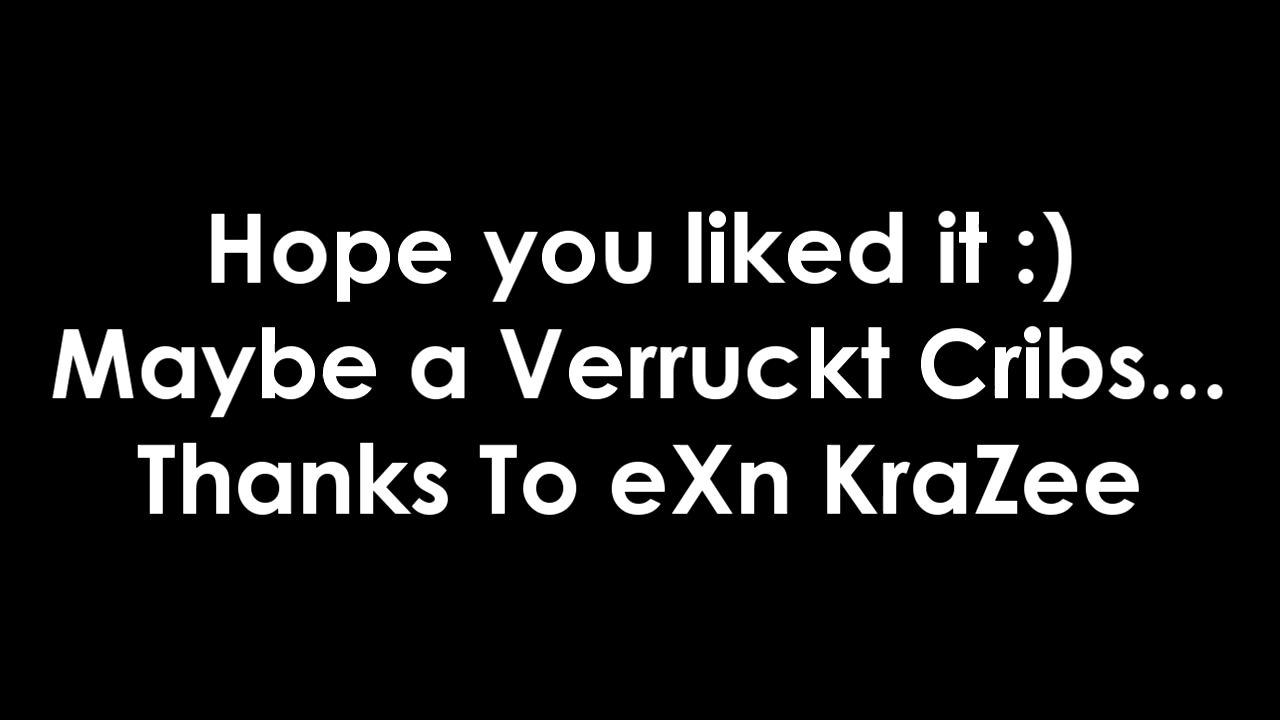 Hope you liked it :)
Maybe a Verruckt Cribs...
Thanks To eXn KraZee